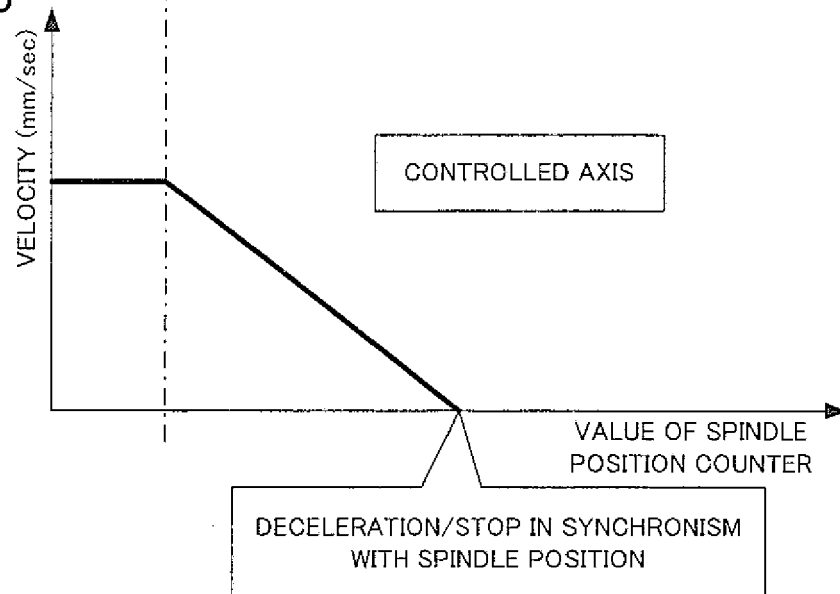 VELOCITY (mm/sec)
CONTROLLED AXIS
VALUE OF SPINDLE
POSITION COUNTER
DECELERATION/STOP IN SYNCHRONISM
WITH SPINDLE POSITION